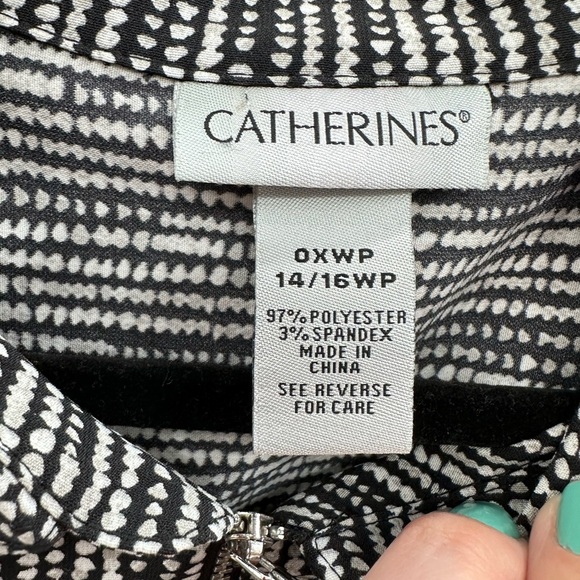 CATHERINES®
0XWP
14/16WP
97% POLYESTER
3% SPANDEX
MADE IN
CHINA
SEE REVERSE
FOR CARE